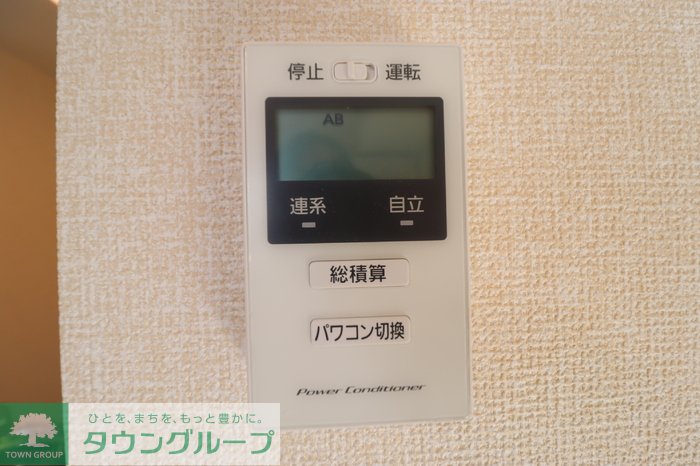 停止 運転
AB
連系 自立
総積算
パワコン切換
Power Conditioner
ひとを、まちを、もっと豊かに。
タウングループ
TOWN GROUP